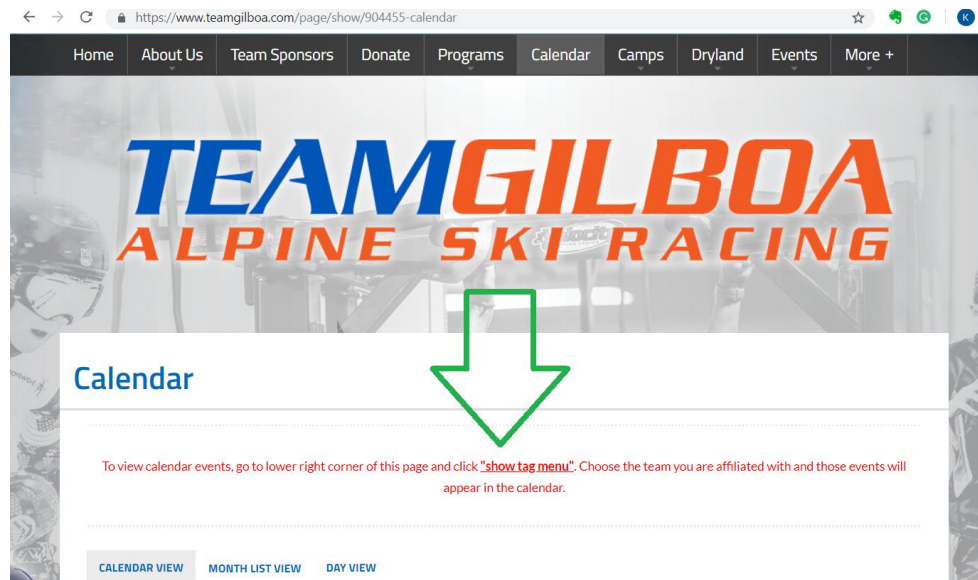 https://www.teamgilboa.com/page/show/904455-calendar
Home About Us Team Sponsors Donate Programs Calendar Camps Dryland Events More +
TEAMGILBOA
ALPINE SKI RACING
Calendar
To view calendar events, go to lower right corner of this page and click "show tag menu". Choose the team you are affiliated with and those events will
appear in the calendar.
CALENDAR VIEW MONTH LIST VIEW DAY VIEW